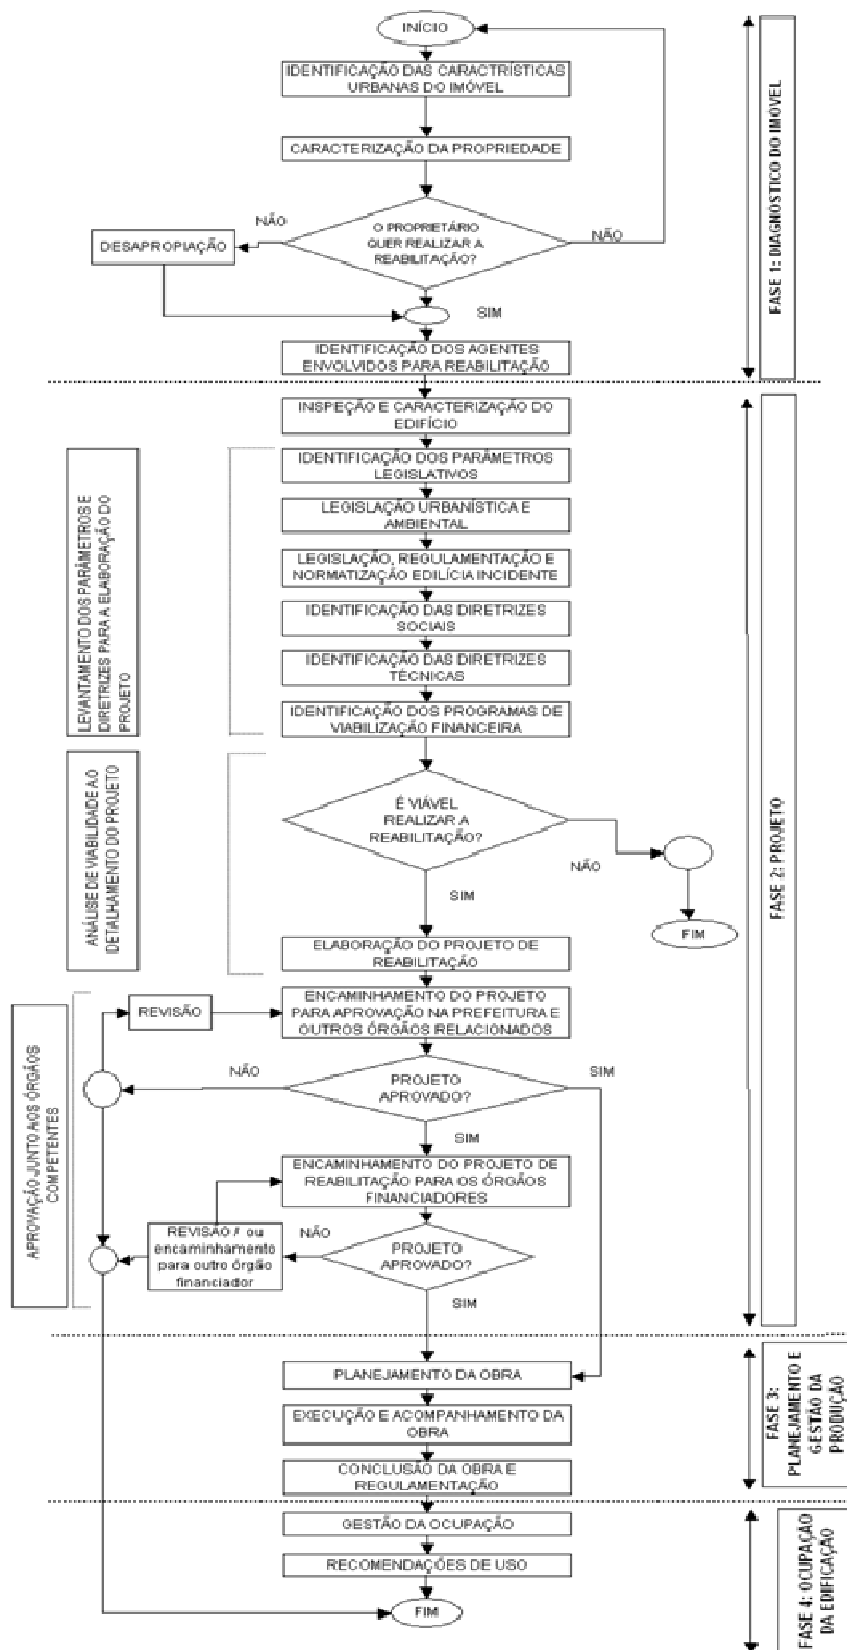 INÍCIO
IDENTIFICAÇÃO DAS CARACTRÍSTICAS
URBANAS DO IMÓVEL
CARACTERIZAÇÃO DA PROPRIEDADE
NÃO
O PROPRIETÁRIO
QUER REALIZAR A
REABILITAÇÃO?
NÃO
DESAPROPIAÇÃO
SIM
IDENTIFICAÇÃO DOS AGENTES
ENVOLVIDOS PARA REABILITAÇÃO
FASE 1: DIAGNÓSTICO DO IMÓVEL
INSPEÇÃO E CARACTERIZAÇÃO DO
EDIFÍCIO
IDENTIFICAÇÃO DOS PARÂMETROS
LEGISLATIVOS
LEGISLAÇÃO URBANÍSTICA E
AMBIENTAL
LEGISLAÇÃO, REGULAMENTAÇÃO E
NORMATIZAÇÃO EDILÍCIA INCIDENTE
IDENTIFICAÇÃO DAS DIRETRIZES
SOCIAIS
IDENTIFICAÇÃO DAS DIRETRIZES
TÉCNICAS
IDENTIFICAÇÃO DOS PROGRAMAS DE
VIABILIZAÇÃO FINANCEIRA
LEVANTAMENTO DOS PARÂMETROS E
DIRETRIZES PARA A ELABORAÇÃO DO
PROJETO
É VIÁVEL
REALIZAR A
REABILITAÇÃO?
NÃO
FIM
SIM
ELABORAÇÃO DO PROJETO DE
REABILITAÇÃO
ANÁLISE DE VIABILIDADE AO
DETALHAMENTO DO PROJETO
FASE 2: PROJETO
REVISÃO
ENCAMINHAMENTO DO PROJETO
PARA APROVAÇÃO NA PREFEITURA E
OUTROS ÓRGÃOS RELACIONADOS
NÃO
PROJETO
APROVADO?
SIM
SIM
ENCAMINHAMENTO DO PROJETO DE
REABILITAÇÃO PARA OS ÓRGÃOS
FINANCIADORES
REVISÃO / ou
encaminhamento
para outro órgão
financiador
NÃO
PROJETO
APROVADO?
SIM
APROVAÇÃO JUNTO AOS ÓRGÃOS
COMPETENTES
PLANEJAMENTO DA OBRA
EXECUÇÃO E ACOMPANHAMENTO DA
OBRA
CONCLUSÃO DA OBRA E
REGULAMENTAÇÃO
FASE 3:
PLANEJAMENTO E
GESTÃO DA
PRODUÇÃO
GESTÃO DA OCUPAÇÃO
RECOMENDAÇÕES DE USO
FIM
FASE 4: OCUPAÇÃO
DA EDIFICAÇÃO